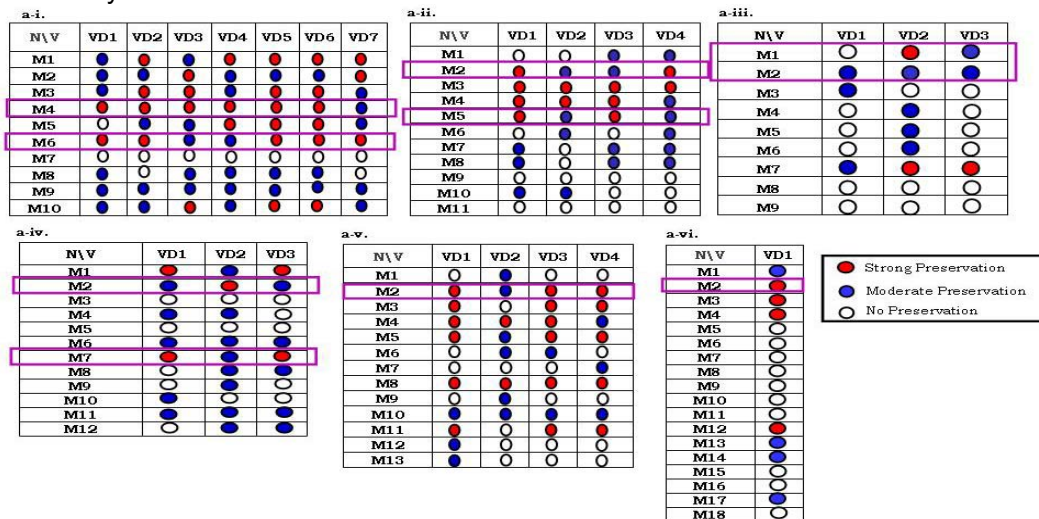 a-i.
N\V VD1 VD2 VD3 VD4 VD5 VD6 VD7
M1
M2
M3
M4
M5
M6
M7
M8
M9
M10
a-ii.
N\V VD1 VD2 VD3 VD4
M1
M2
M3
M4
M5
M6
M7
M8
M9
M10
M11
a-iii.
N\V VD1 VD2 VD3
M1
M2
M3
M4
M5
M6
M7
M8
M9
a-iv.
N\V VD1 VD2 VD3
M1
M2
M3
M4
M5
M6
M7
M8
M9
M10
M11
M12
a-v.
N\V VD1 VD2 VD3 VD4
M1
M2
M3
M4
M5
M6
M7
M8
M9
M10
M11
M12
M13
a-vi.
N\V VD1
M1
M2
M3
M4
M5
M6
M7
M8
M9
M10
M11
M12
M13
M14
M15
M16
M17
M18
Strong Preservation
Moderate Preservation
No Preservation